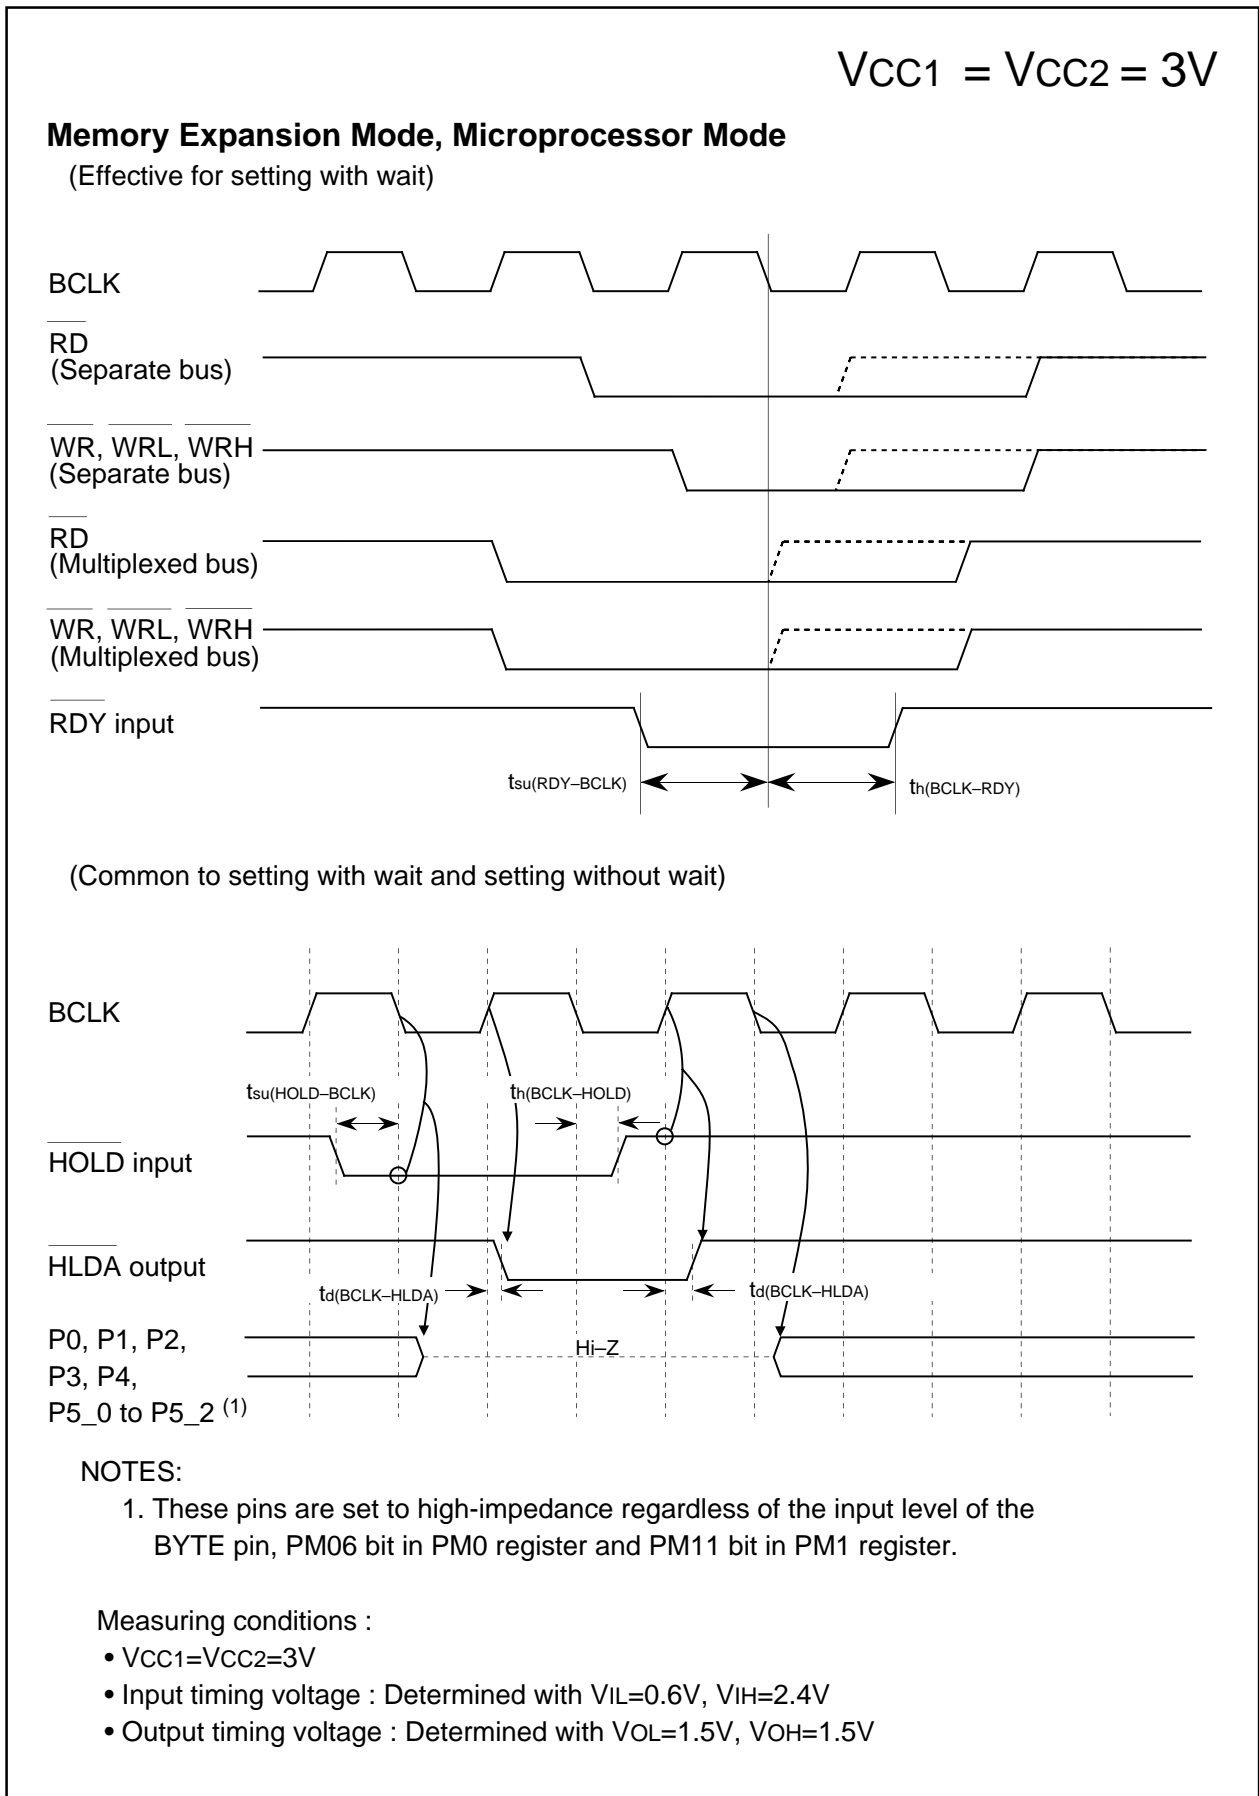 VCC1 = VCC2 = 3V
Memory Expansion Mode, Microprocessor Mode
(Effective for setting with wait)
BCLK
RD
(Separate bus)
WR, WRL, WRH
(Separate bus)
RD
(Multiplexed bus)
WR, WRL, WRH
(Multiplexed bus)
RDY input
tsu(RDY–BCLK)
th(BCLK–RDY)
(Common to setting with wait and setting without wait)
BCLK
tsu(HOLD–BCLK)
th(BCLK–HOLD)
HOLD input
HLDA output
td(BCLK–HLDA)
td(BCLK–HLDA)
P0, P1, P2,
P3, P4,
P5_0 to P5_2 (1)
Hi–Z
NOTES:
1. These pins are set to high-impedance regardless of the input level of the
BYTE pin, PM06 bit in PM0 register and PM11 bit in PM1 register.
Measuring conditions :
• VCC1=VCC2=3V
• Input timing voltage : Determined with VIL=0.6V, VIH=2.4V
• Output timing voltage : Determined with VOL=1.5V, VOH=1.5V